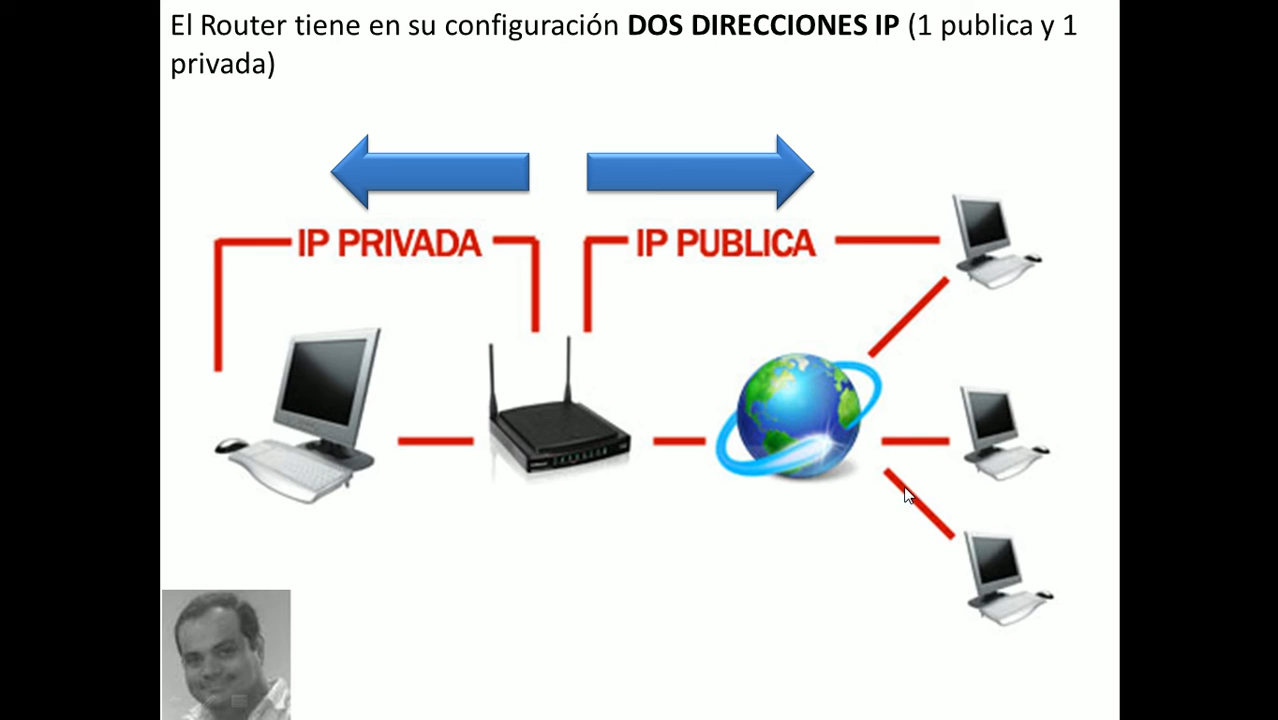 El Router tiene en su configuración DOS DIRECCIONES IP (1 publica y 1
privada)
IP PRIVADA
IP PUBLICA